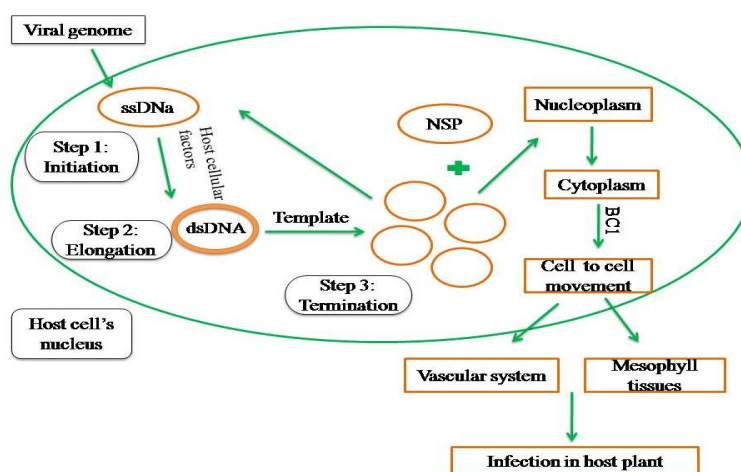 Viral genome
ssDNa
Step 1:
Initiation
Host cellular
factors
Step 2:
Elongation
dsDNA
Template
Step 3:
Termination
NSP
Nucleoplasm
Cytoplasm
BC1
Cell to cell
movement
Host cell's
nucleus
Vascular system
Mesophyll
tissues
Infection in host plant